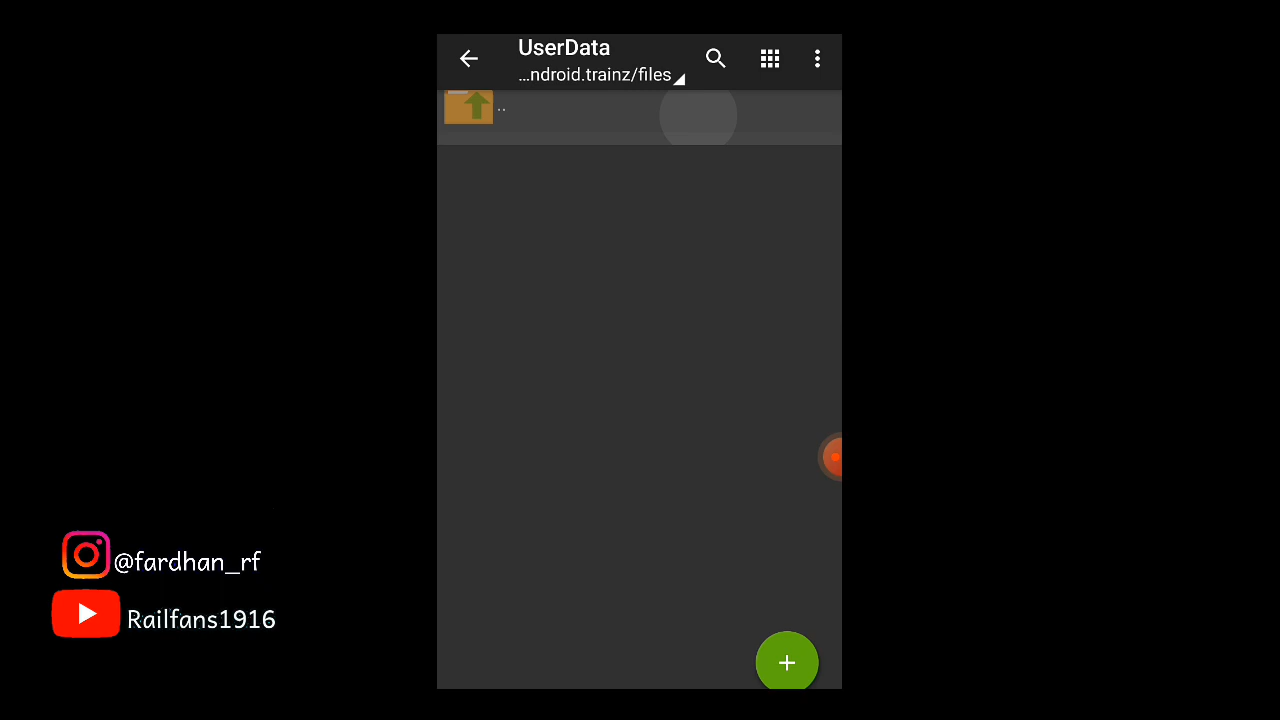 UserData
...ndroid.trainz/files
..
@fardhan_rf
Railfans1916